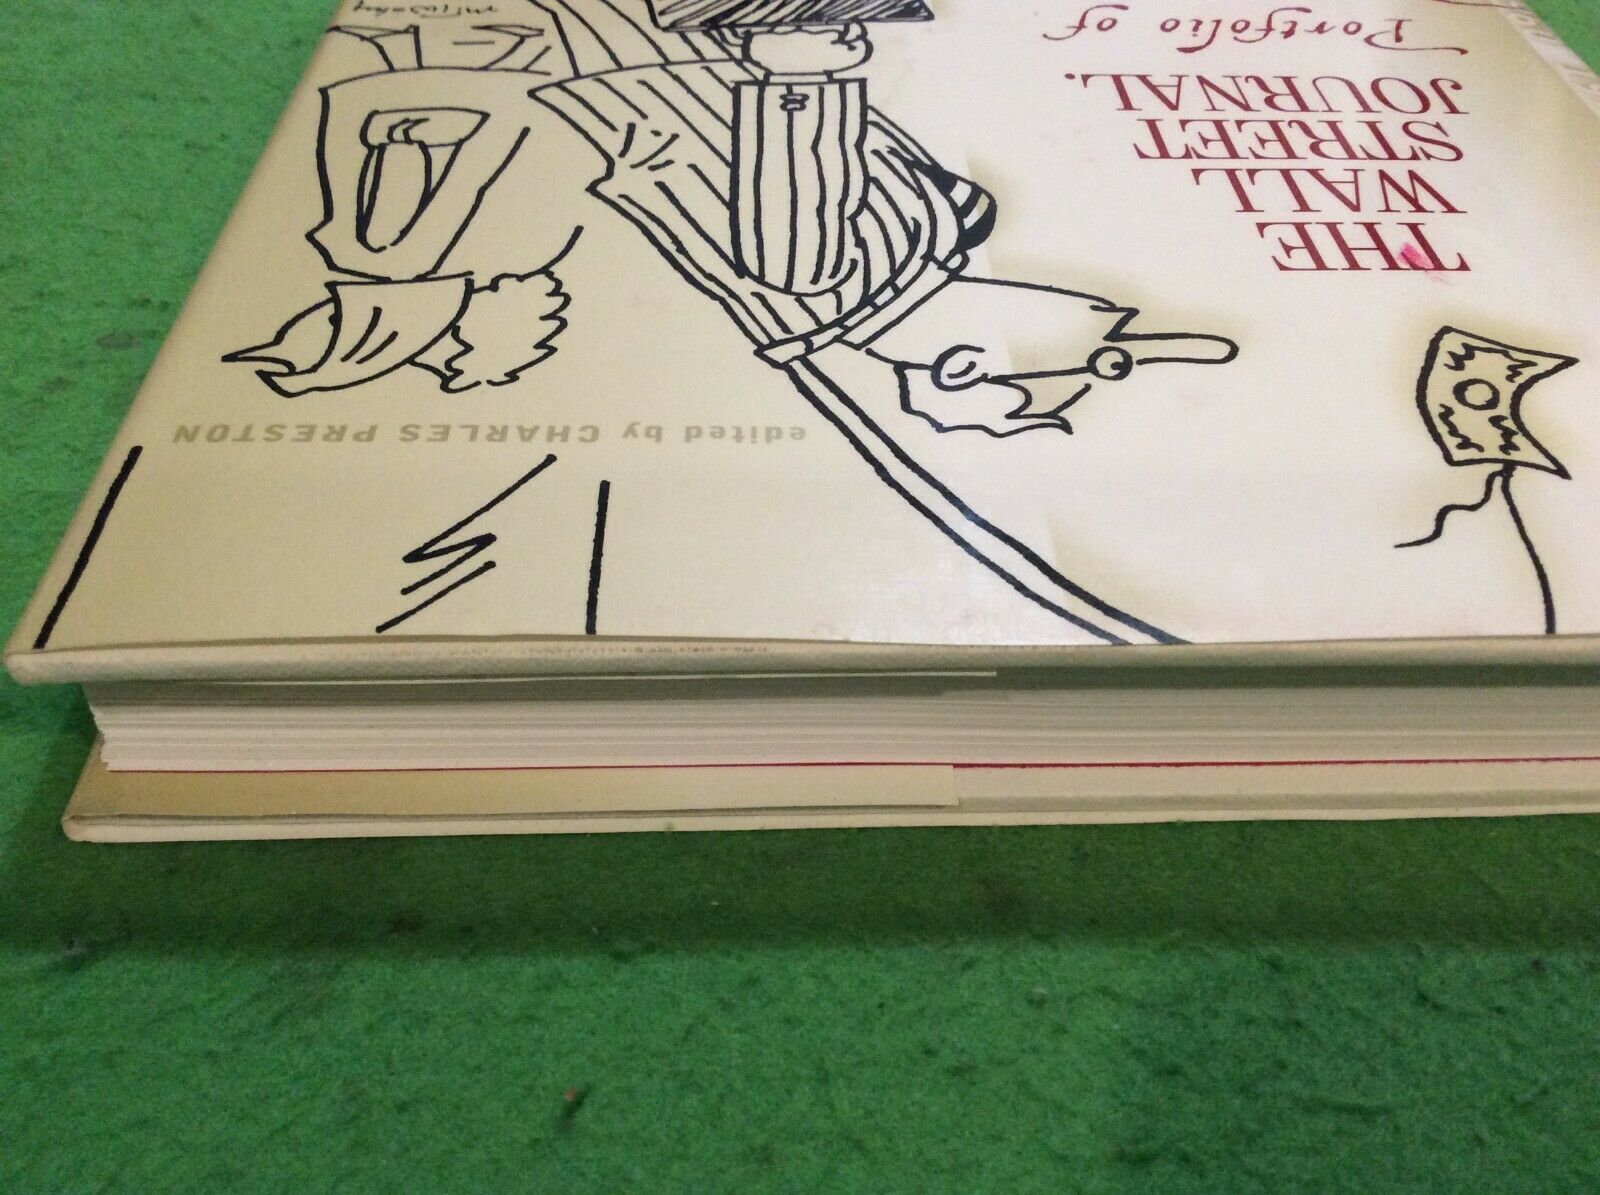 Portfolio of
THE
WALL
STREET
JOURNAL.
edited by CHARLES PRESTON